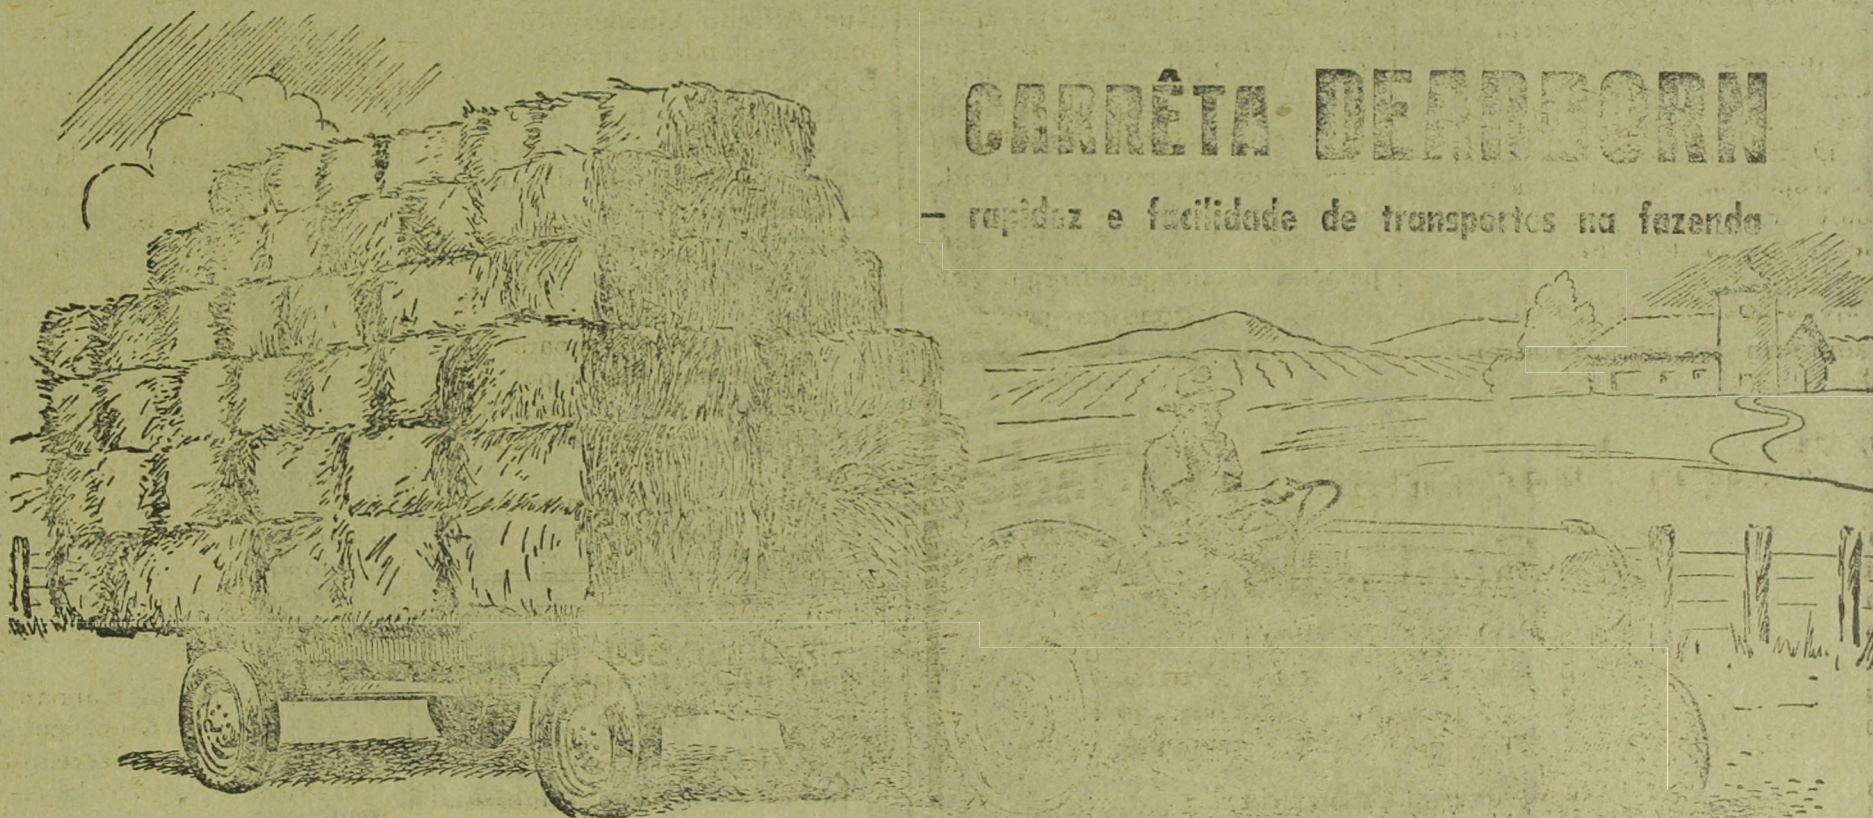 CARRÊTA DEARBORN
— rapidez e facilidade de transportes na fazenda